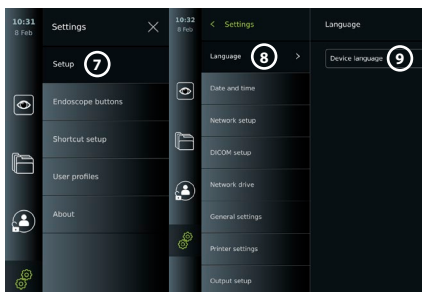 10:31
8 Feb
Settings
Setup
7
Endoscope buttons
Shortcut setup
User profiles
About
10:32
8 Feb
< Settings
Language
8
>
Date and time
Network setup
DICOM setup
Network drive
General settings
Printer settings
Output setup
Language
Device language
9